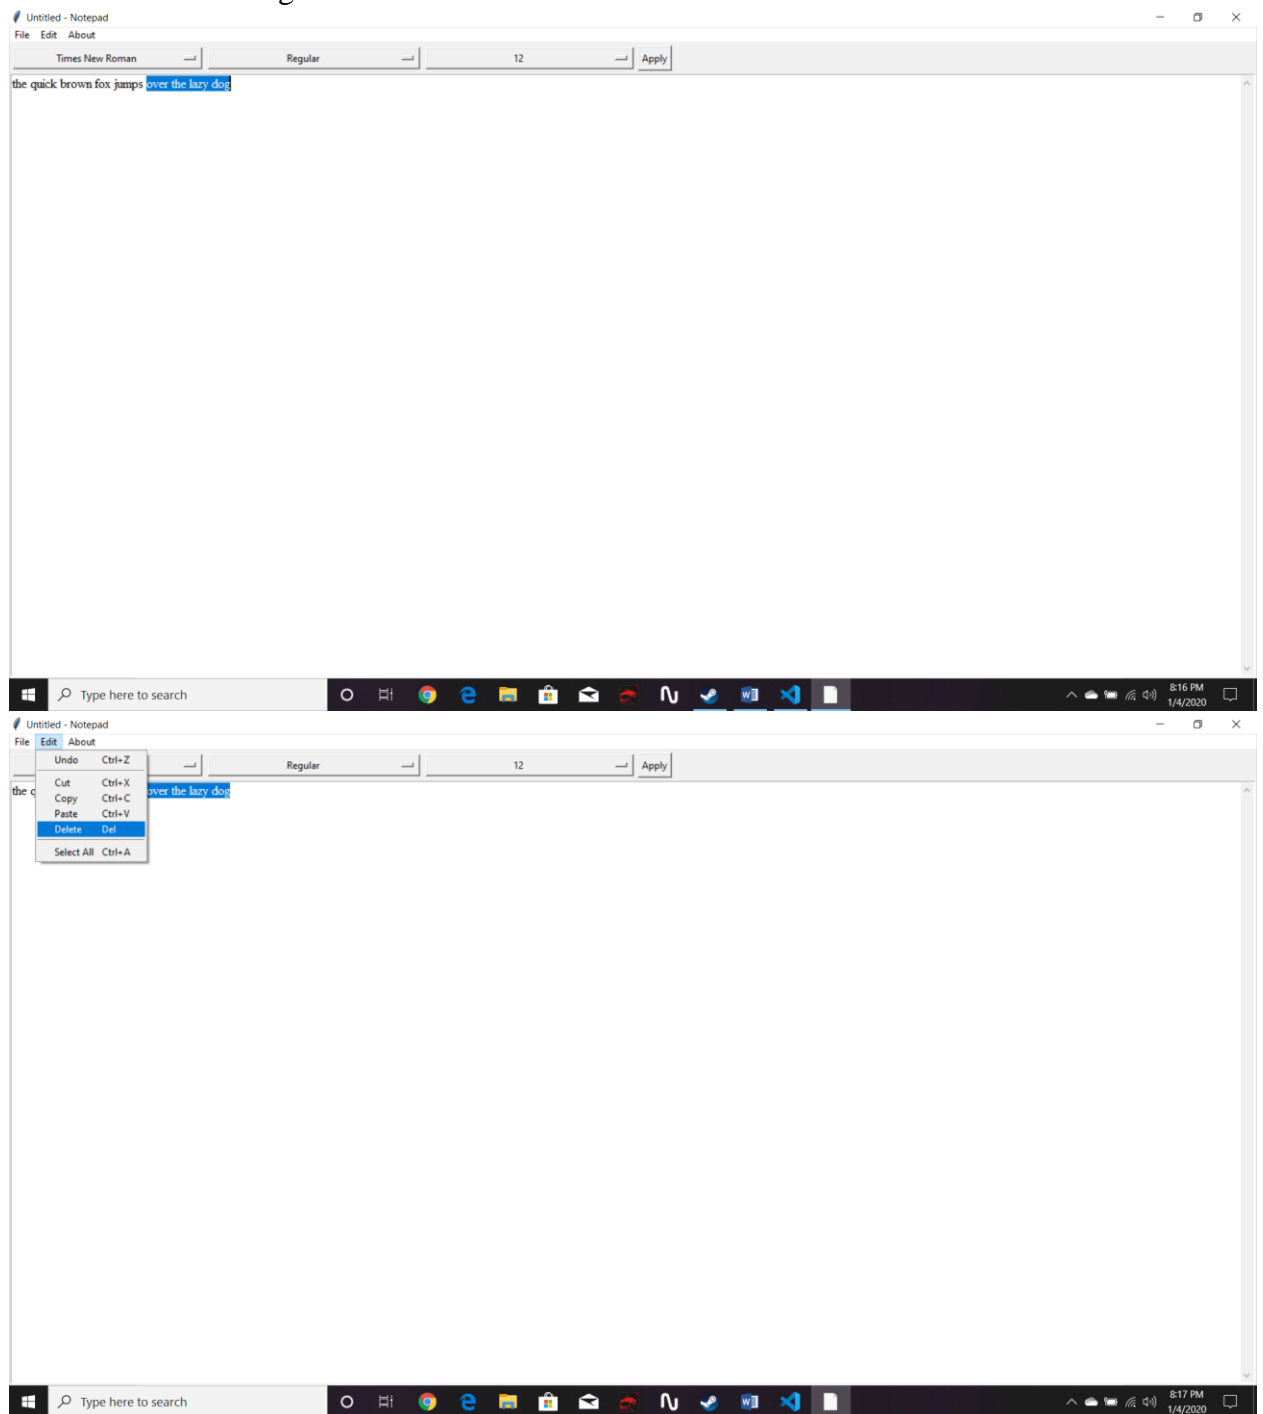 Untitled - Notepad
File Edit About
Times New Roman Regular 12 Apply
the quick brown fox jumps over the lazy dog
Type here to search
8:16 PM
1/4/2020
Untitled - Notepad
File Edit About
Undo Ctrl+Z
Regular 12 Apply
Cut Ctrl+X
the q over the lazy dog
Copy Ctrl+C
Paste Ctrl+V
Delete Del
Select All Ctrl+A
Type here to search
8:17 PM
1/4/2020